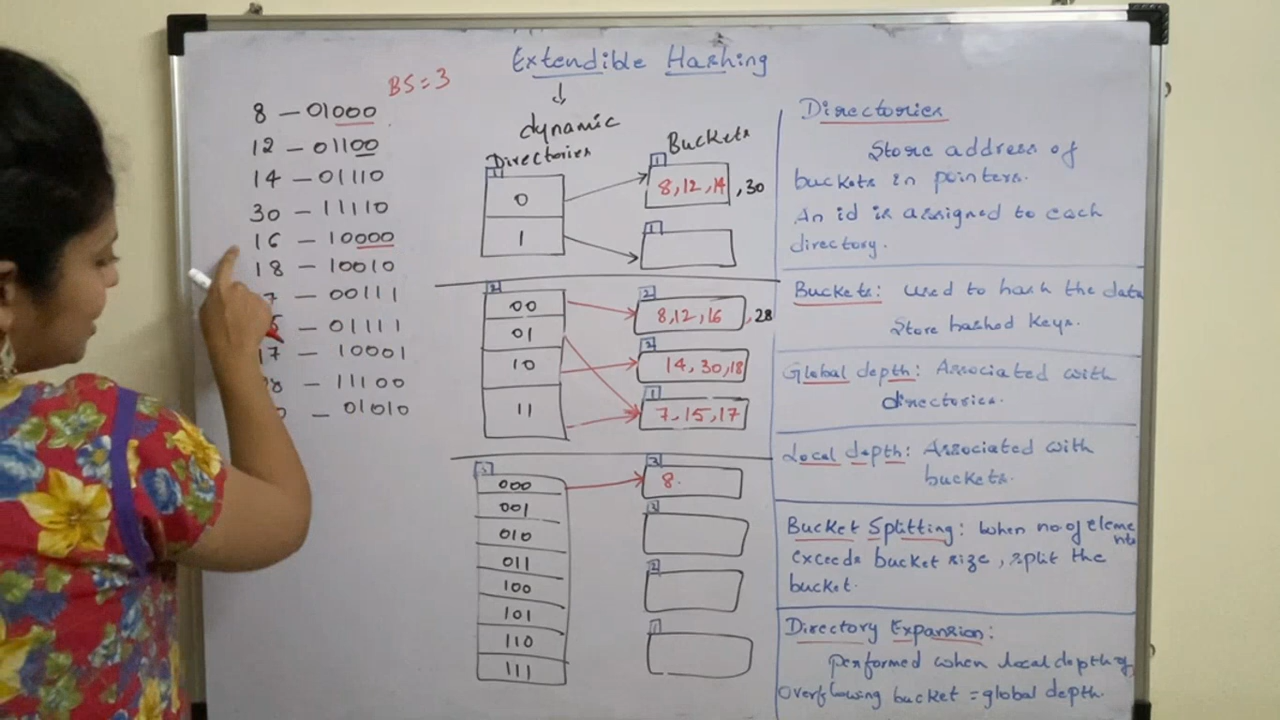 Extendible Hashing
BS=3
8 – 01000
12 – 01100
14 – 01110
30 – 11110
16 – 10000
18 – 10010
7 – 00111
– 01111
17 – 10001
– 11100
– 01010
dynamic
Directories
Buckets
1
0
1
1
8,12,14 ,30
1
2
00
01
10
11
2
8,12,16 ,28
2
14,30,18
1
7,15,17
3
000
001
010
011
100
101
110
111
3
8
3
2
1
Directories
Store address of
buckets in pointers.
An id is assigned to each
directory.
Buckets: used to hash the data
Store hashed keys.
Global depth: Associated with
directories.
Local depth: Associated with
buckets.
Bucket Splitting: When no of elements
exceeds bucket size, split the
bucket.
Directory Expansion:
performed when local depth of
overflowing bucket = global depth.